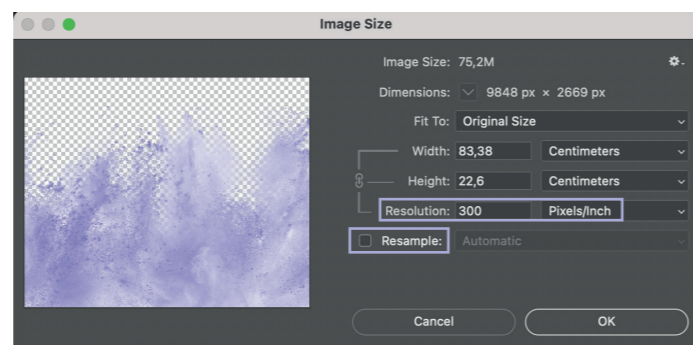 Image Size
Image Size: 75,2M
Dimensions: 9848 px × 2669 px
Fit To: Original Size
Width: 83,38 Centimeters
Height: 22,6 Centimeters
Resolution: 300 Pixels/Inch
Resample: Automatic
Cancel OK